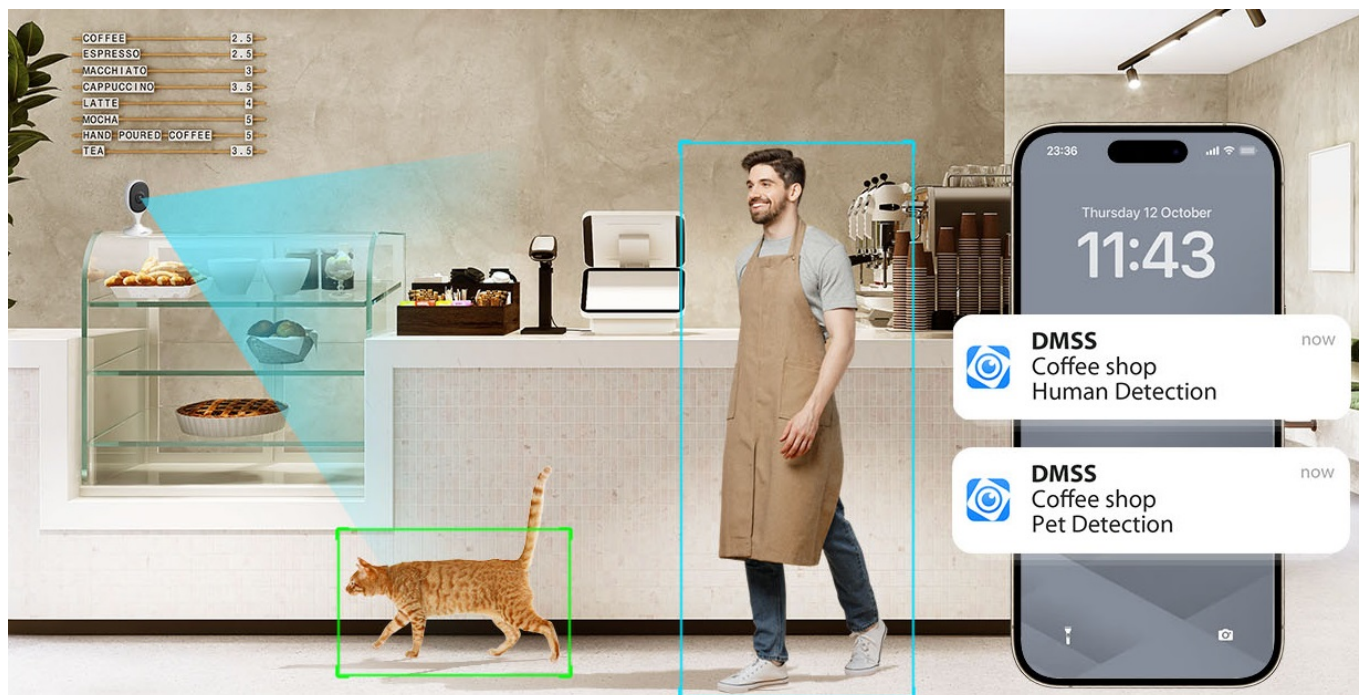 COFFEE 2.5
ESPRESSO 2.5
MACCHIATO 3
CAPPUCCINO 3.5
LATTE 4
MOCHA 5
HAND POURED COFFEE 5
TEA 3.5
23:36
Thursday 12 October
11:43
DMSS now
Coffee shop
Human Detection
DMSS now
Coffee shop
Pet Detection